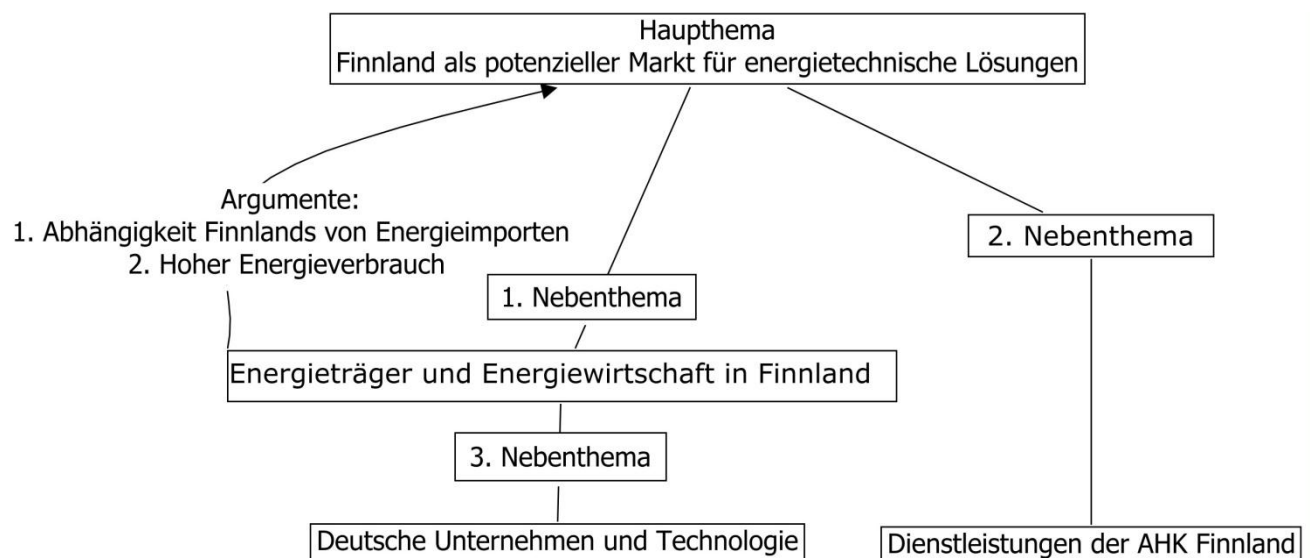 Haupthema
Finnland als potenzieller Markt für energietechnische Lösungen
Argumente:
1. Abhängigkeit Finnlands von Energieimporten
2. Hoher Energieverbrauch
2. Nebenthema
1. Nebenthema
Energieträger und Energiewirtschaft in Finnland
3. Nebenthema
Deutsche Unternehmen und Technologie
Dienstleistungen der AHK Finnland